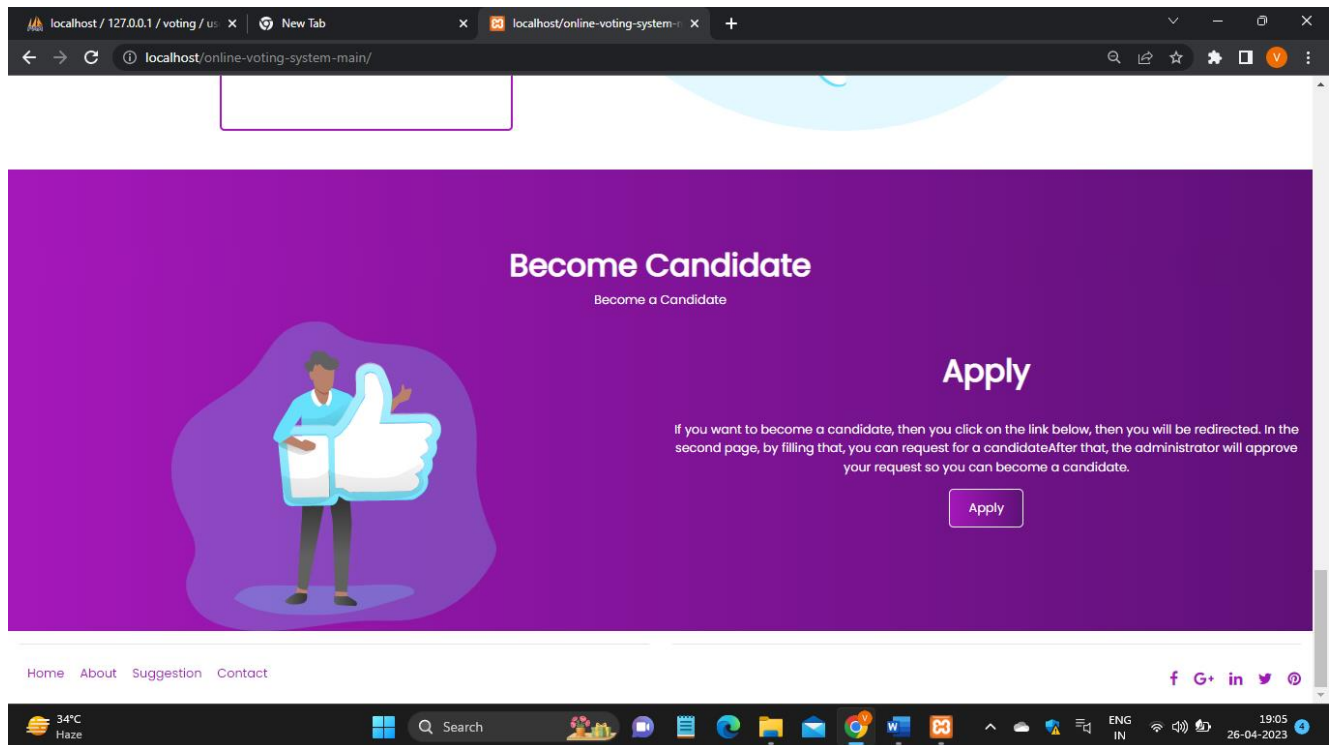 localhost / 127.0.0.1 / voting / us
New Tab
localhost/online-voting-system-m
localhost/online-voting-system-main/
V
Become Candidate
Become a Candidate
Apply
If you want to become a candidate, then you click on the link below, then you will be redirected. In the
second page, by filling that, you can request for a candidateAfter that, the administrator will approve
your request so you can become a candidate.
Apply
Home About Suggestion Contact
f G+ in
34°C
Haze
Search
ENG
IN
19:05
26-04-2023
4